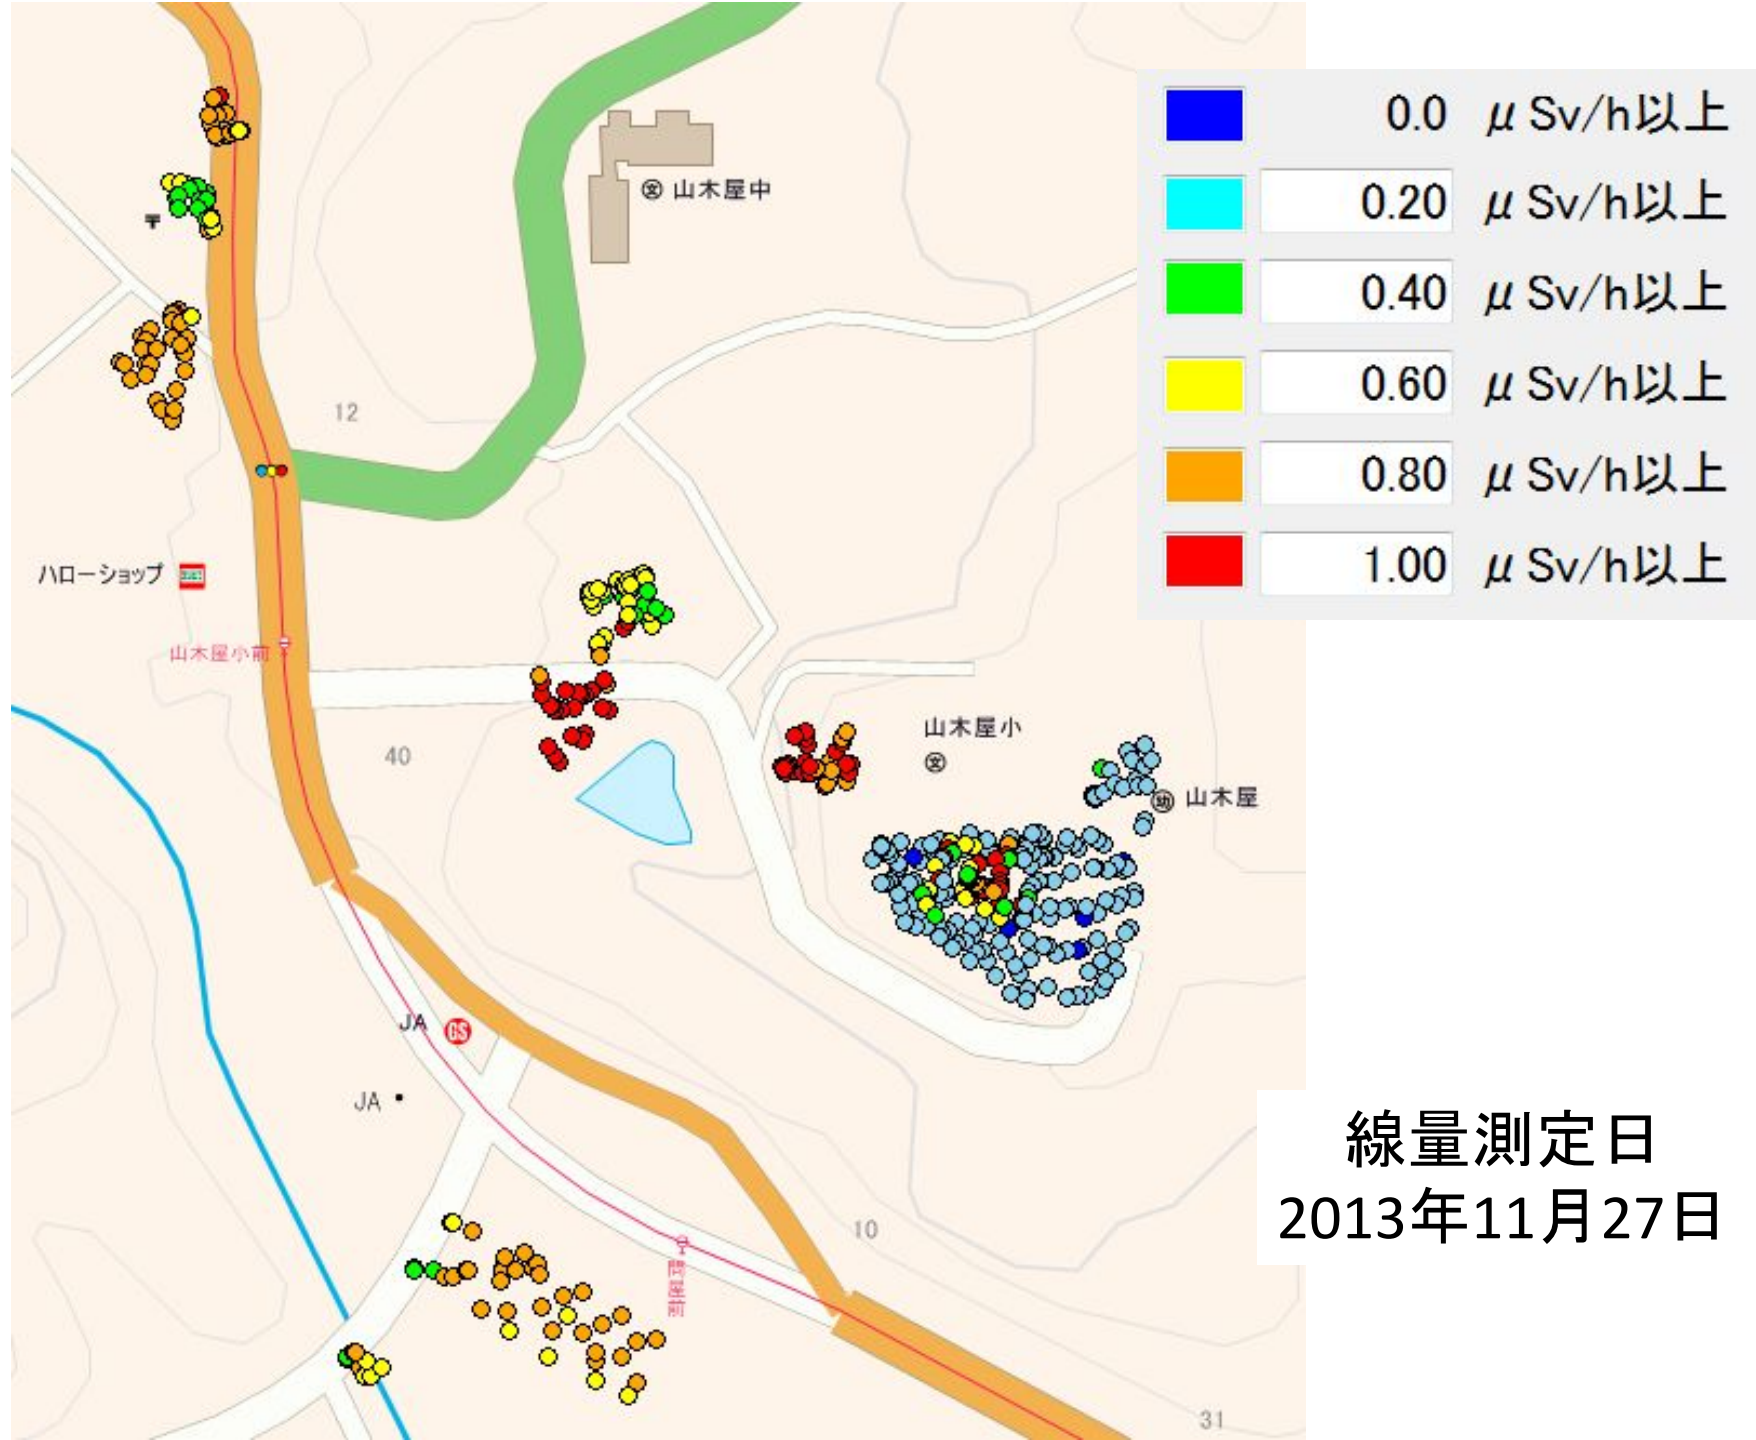 0.0 μSv/h以上
0.20 μSv/h以上
0.40 μSv/h以上
0.60 μSv/h以上
0.80 μSv/h以上
1.00 μSv/h以上
山木屋中
〒
12
ハローショップ
山木屋小前
40
山木屋小
山木屋
JA
GS
JA
10
問屋前
31
線量測定日
2013年11月27日